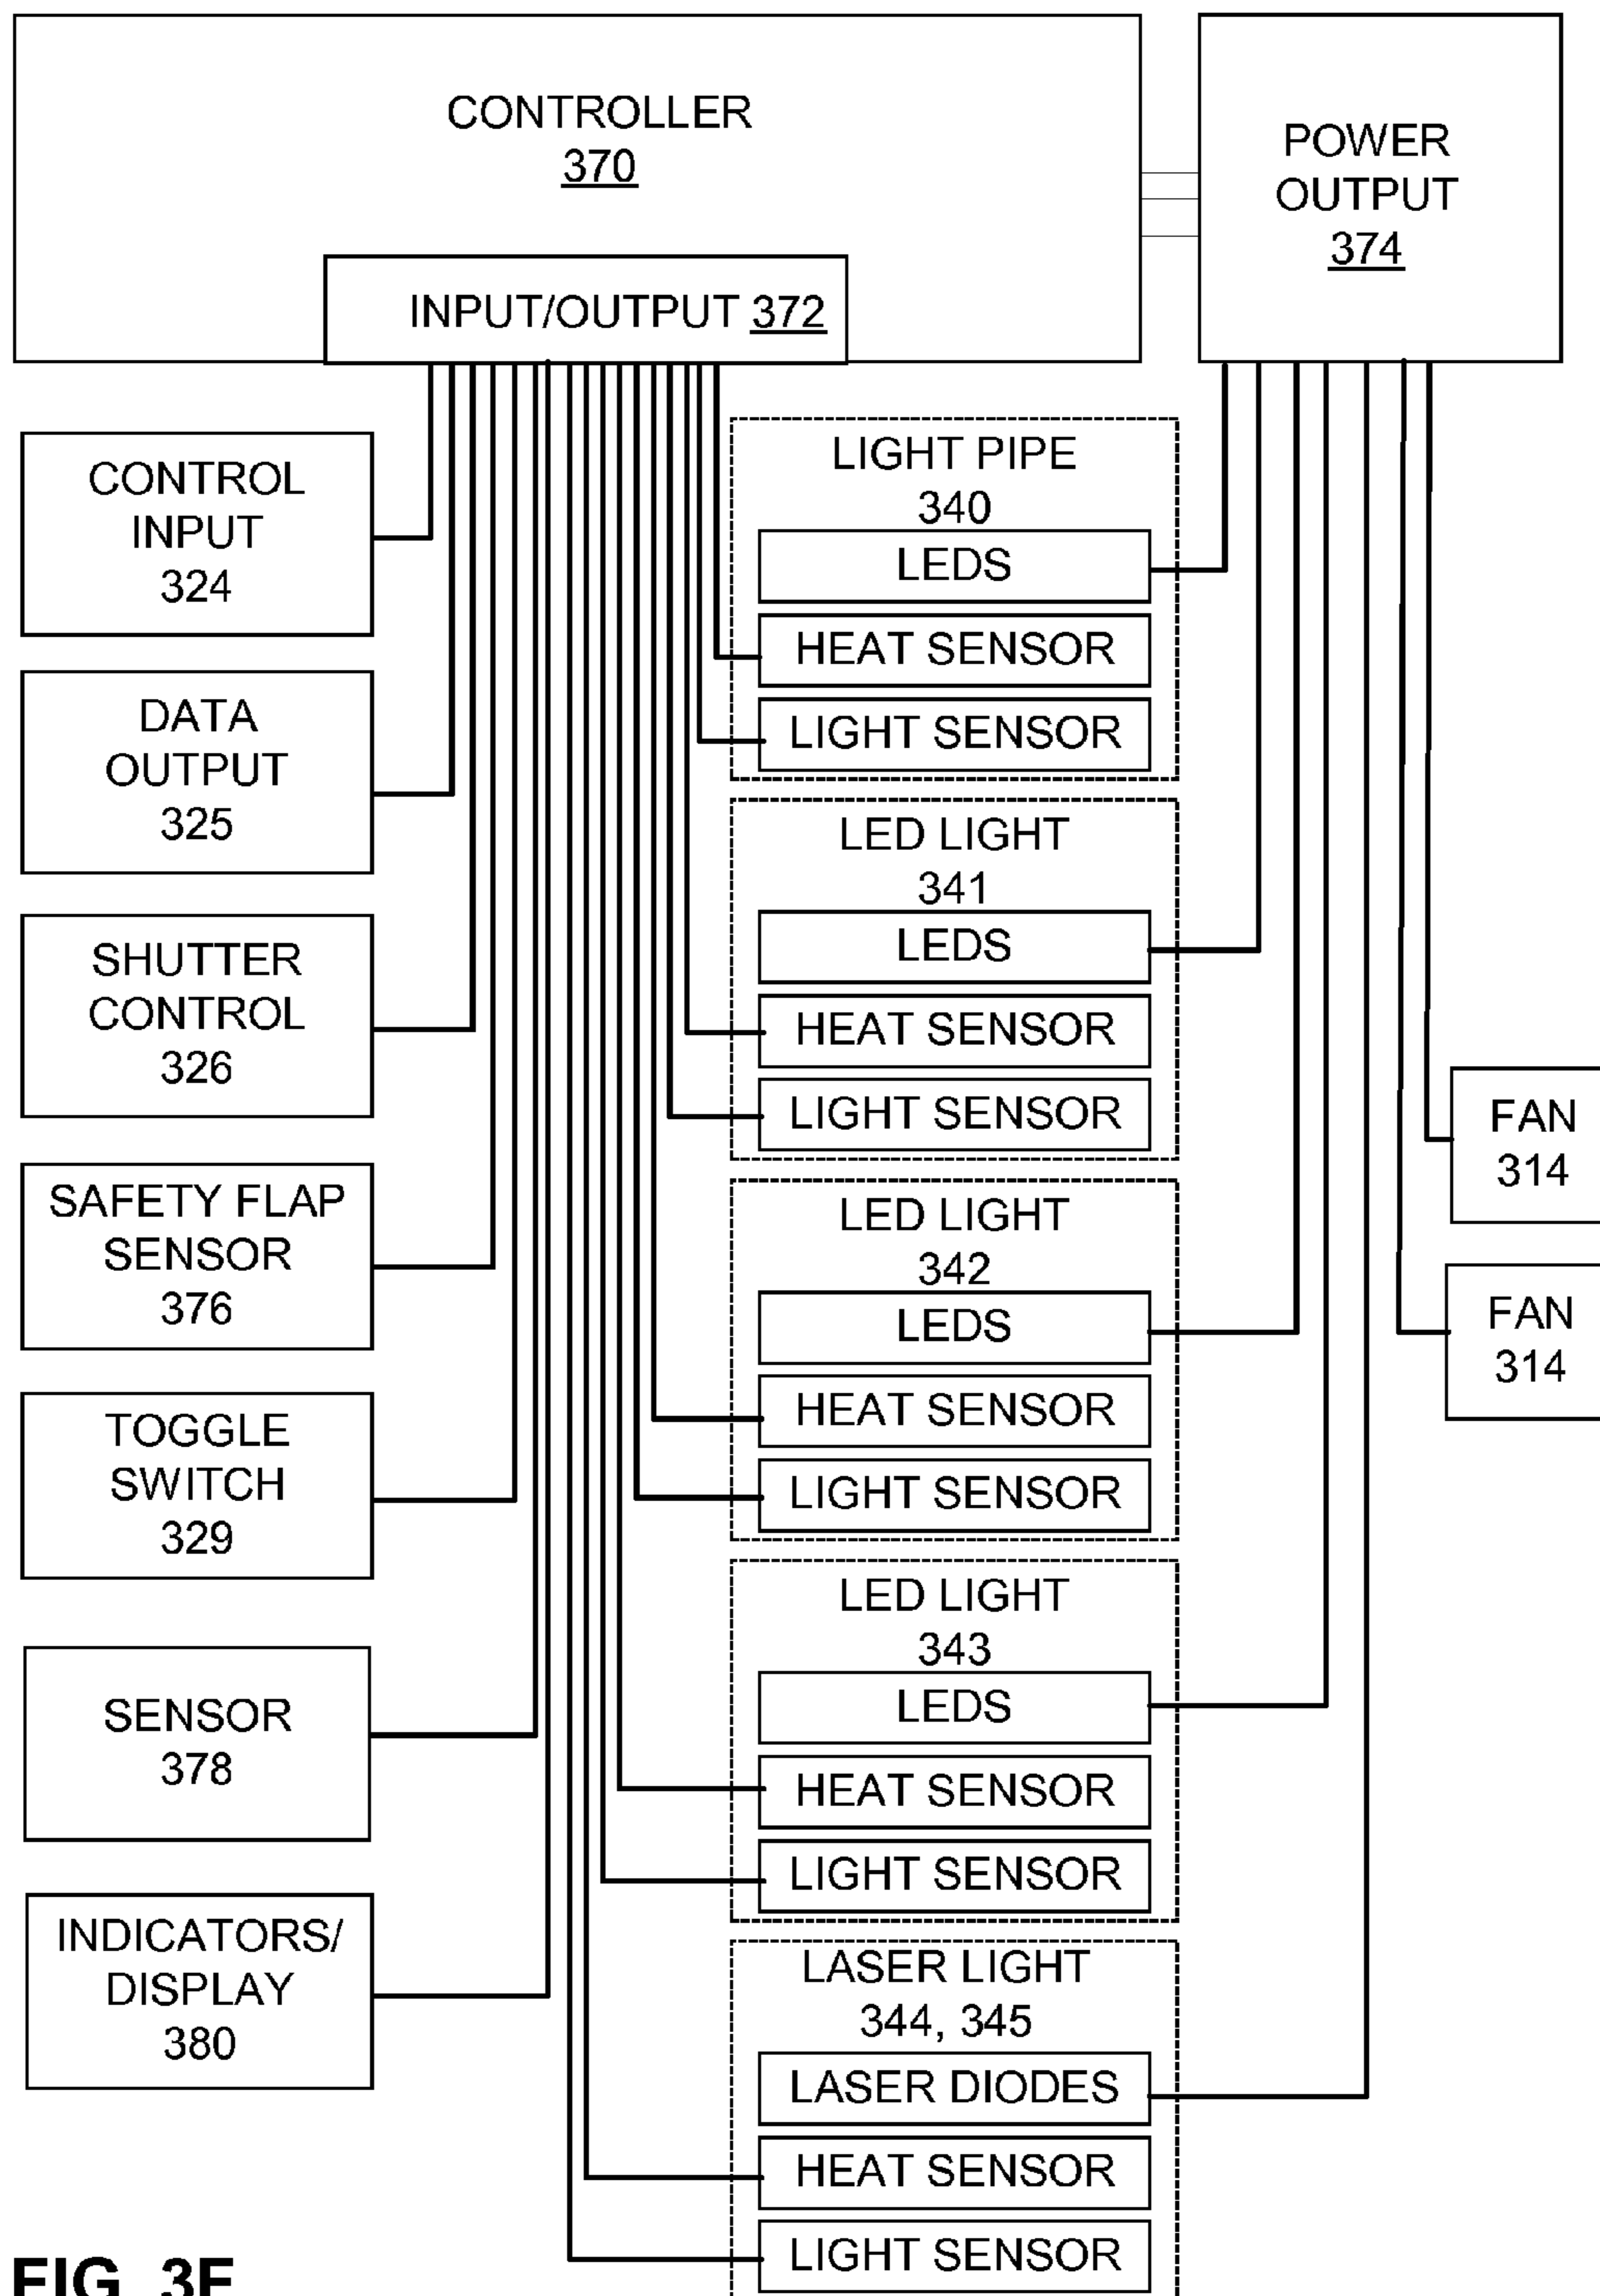 CONTROLLER
370
INPUT/OUTPUT 372
POWER
OUTPUT
374
CONTROL
INPUT
324
DATA
OUTPUT
325
SHUTTER
CONTROL
326
SAFETY FLAP
SENSOR
376
TOGGLE
SWITCH
329
SENSOR
378
INDICATORS/
DISPLAY
380
LIGHT PIPE
340
LEDS
HEAT SENSOR
LIGHT SENSOR
LED LIGHT
341
LEDS
HEAT SENSOR
LIGHT SENSOR
LED LIGHT
342
LEDS
HEAT SENSOR
LIGHT SENSOR
LED LIGHT
343
LEDS
HEAT SENSOR
LIGHT SENSOR
LASER LIGHT
344, 345
LASER DIODES
HEAT SENSOR
LIGHT SENSOR
FAN
314
FAN
314
FIG.